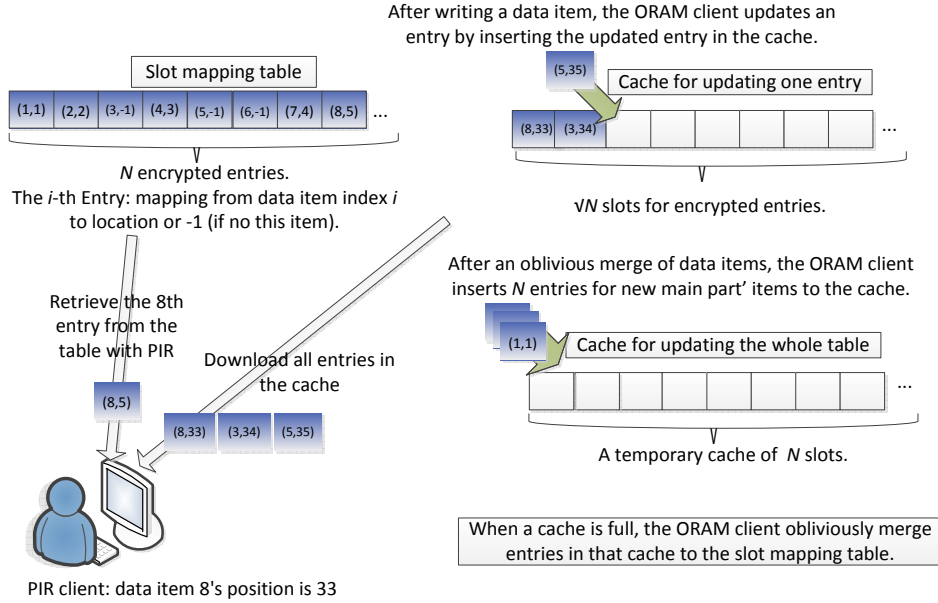 After writing a data item, the ORAM client updates an
entry by inserting the updated entry in the cache.
Slot mapping table
(1,1) (2,2) (3,-1) (4,3) (5,-1) (6,-1) (7,4) (8,5) ...
N encrypted entries.
The i-th Entry: mapping from data item index i
to location or -1 (if no this item).
(5,35)
Cache for updating one entry
(8,33) (3,34) ...
√N slots for encrypted entries.
Retrieve the 8th
entry from the
table with PIR
Download all entries in
the cache
(8,5)
(8,33) (3,34) (5,35)
After an oblivious merge of data items, the ORAM client
inserts N entries for new main part’ items to the cache.
(1,1)
Cache for updating the whole table
...
A temporary cache of N slots.
When a cache is full, the ORAM client obliviously merge
entries in that cache to the slot mapping table.
PIR client: data item 8's position is 33